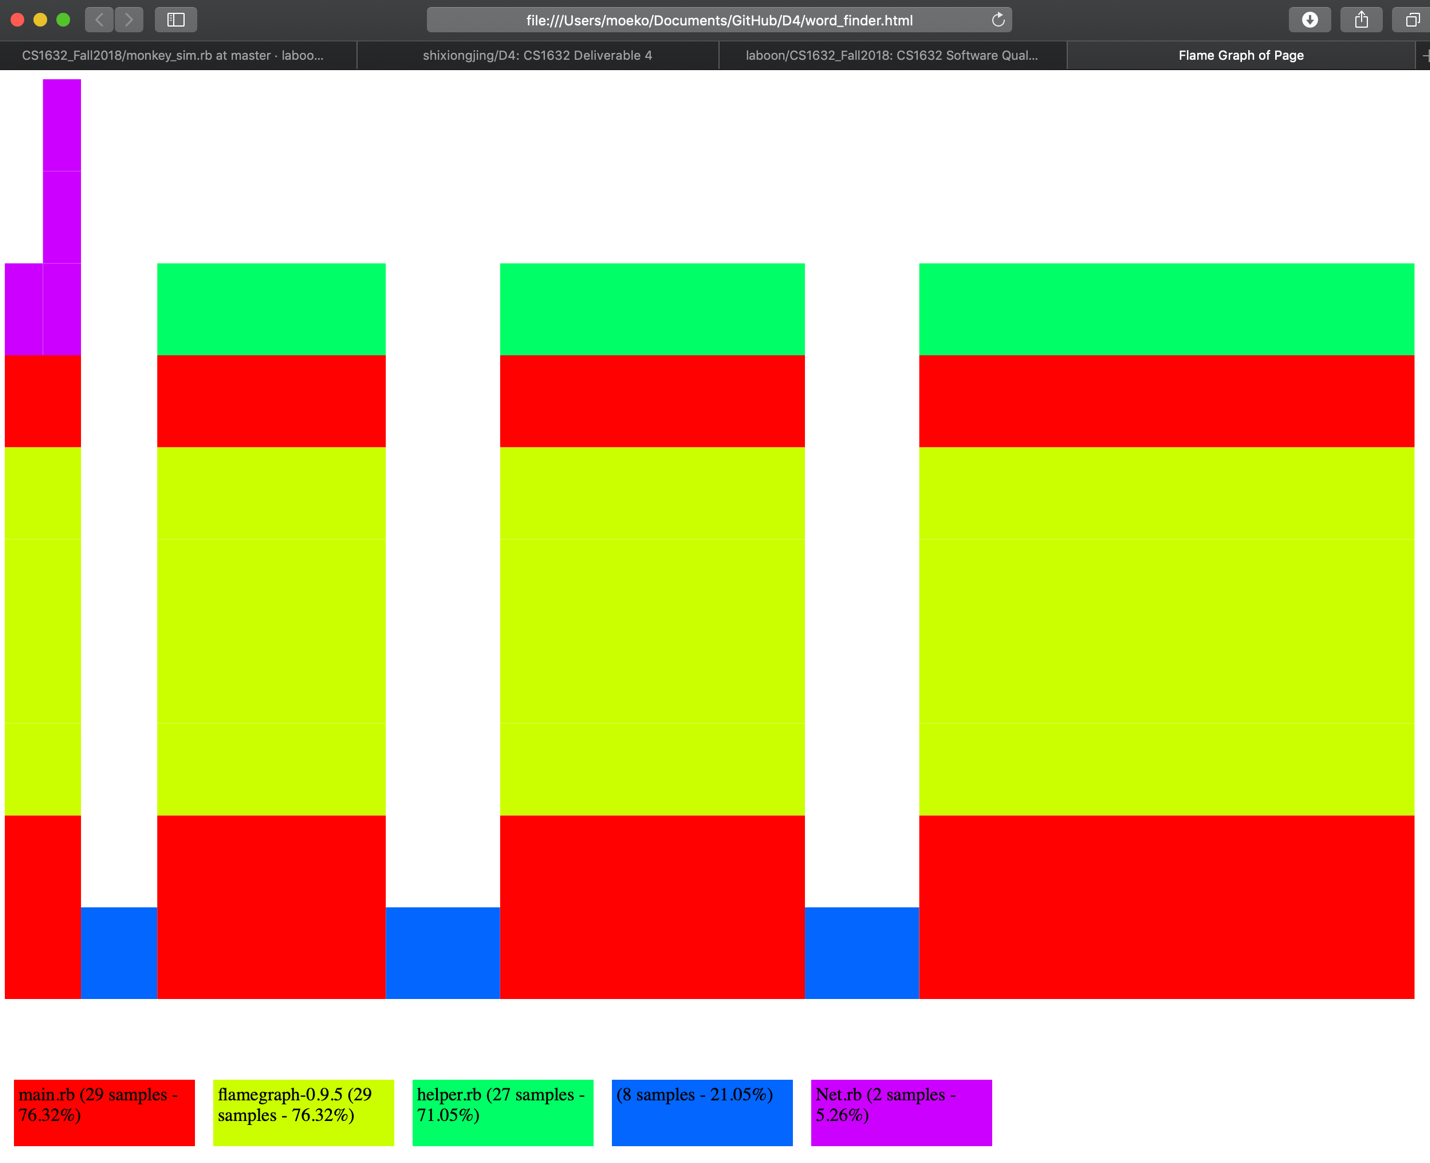 file:///Users/moeko/Documents/GitHub/D4/word_finder.html
CS1632_Fall2018/monkey_sim.rb at master · laboo...
shixiongjing/D4: CS1632 Deliverable 4
laboon/CS1632_Fall2018: CS1632 Software Qual...
Flame Graph of Page
main.rb (29 samples -
76.32%)
flamegraph-0.9.5 (29
samples - 76.32%)
helper.rb (27 samples -
71.05%)
(8 samples - 21.05%)
Net.rb (2 samples -
5.26%)